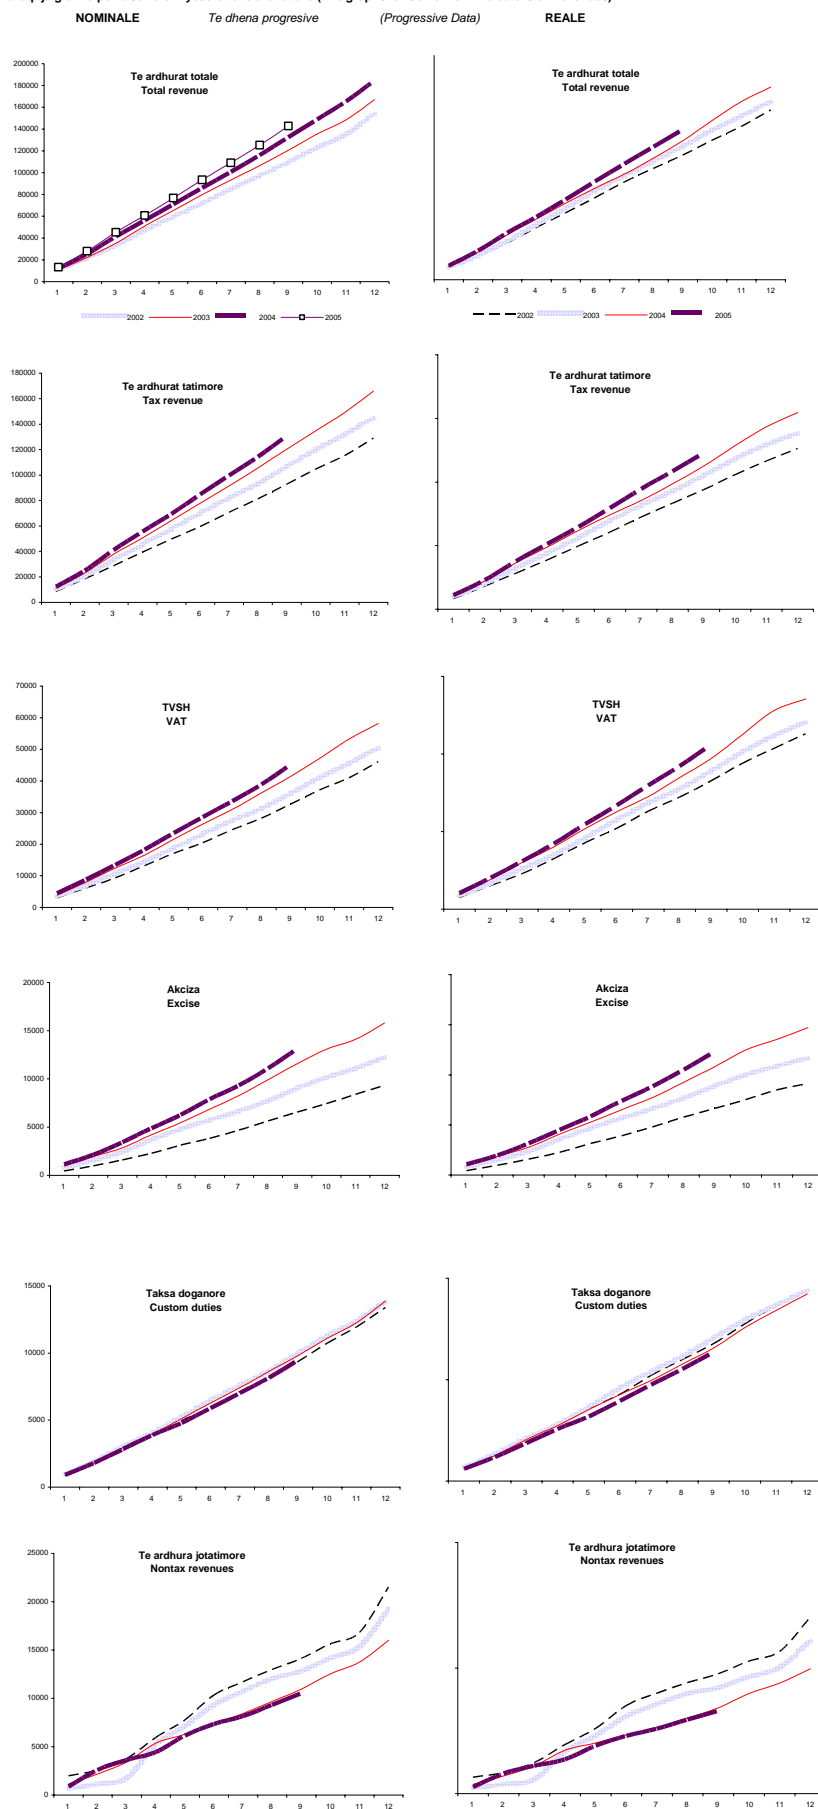 NOMINALE Te dhena progresive (Progressive Data) REALE
Te ardhurat totale
Total revenue
200000
180000
160000
140000
120000
100000
80000
60000
40000
20000
0
1 2 3 4 5 6 7 8 9 10 11 12
2002 2003 2004 2005
Te ardhurat totale
Total revenue
1 2 3 4 5 6 7 8 9 10 11 12
2002 2003 2004 2005
Te ardhurat tatimore
Tax revenue
180000
160000
140000
120000
100000
80000
60000
40000
20000
0
1 2 3 4 5 6 7 8 9 10 11 12
Te ardhurat tatimore
Tax revenue
1 2 3 4 5 6 7 8 9 10 11 12
TVSH
VAT
70000
60000
50000
40000
30000
20000
10000
0
1 2 3 4 5 6 7 8 9 10 11 12
TVSH
VAT
1 2 3 4 5 6 7 8 9 10 11 12
Akciza
Excise
20000
15000
10000
5000
0
1 2 3 4 5 6 7 8 9 10 11 12
Akciza
Excise
1 2 3 4 5 6 7 8 9 10 11 12
Taksa doganore
Custom duties
15000
10000
5000
0
1 2 3 4 5 6 7 8 9 10 11 12
Taksa doganore
Custom duties
1 2 3 4 5 6 7 8 9 10 11 12
Te ardhura jotatimore
Nontax revenues
25000
20000
15000
10000
5000
0
1 2 3 4 5 6 7 8 9 10 11 12
Te ardhura jotatimore
Nontax revenues
1 2 3 4 5 6 7 8 9 10 11 12